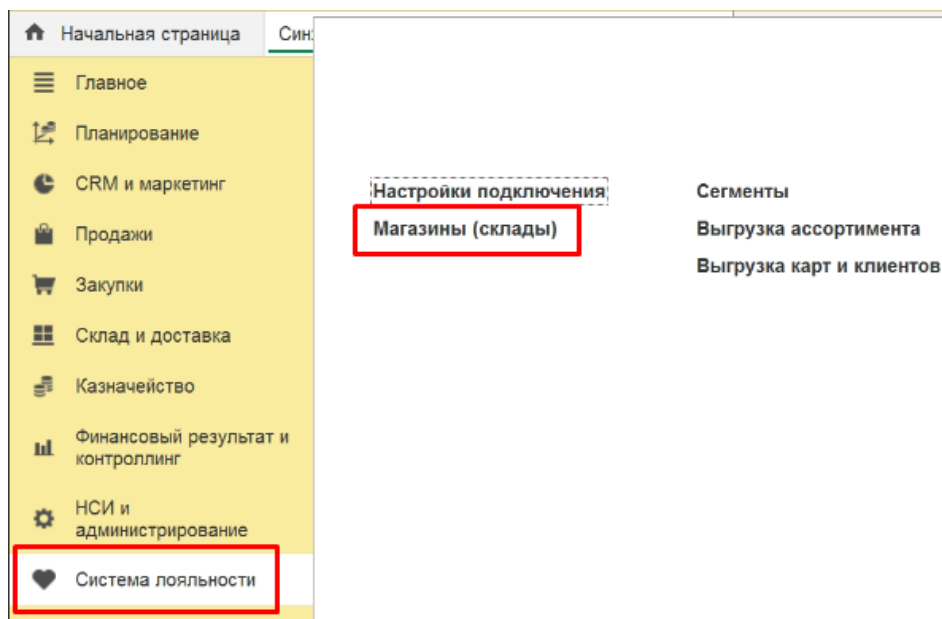 Начальная страница
Син
Главное
Планирование
CRM и маркетинг
Продажи
Закупки
Склад и доставка
Казначейство
Финансовый результат и
контроллинг
НСИ и
администрирование
Система лояльности
Настройки подключения
Магазины (склады)
Сегменты
Выгрузка ассортимента
Выгрузка карт и клиентов